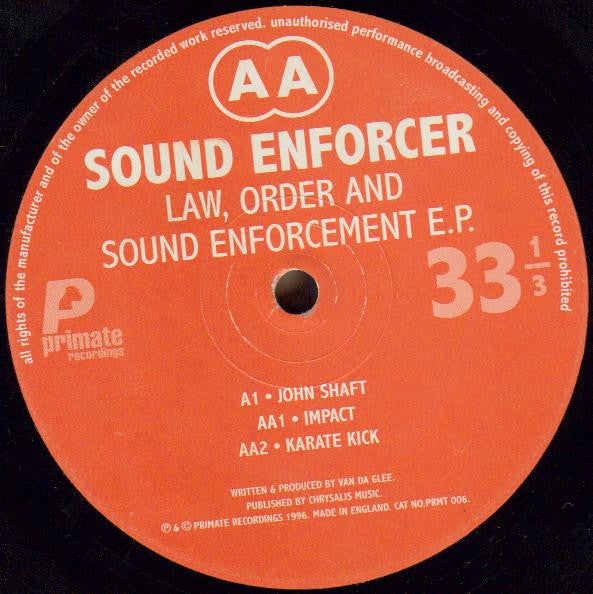 all rights of the manufacturer and of the owner of the recorded work reserved. unauthorised performance broadcasting and copying of this record prohibited
AA
SOUND ENFORCER
LAW, ORDER AND
SOUND ENFORCEMENT E.P.
33 1/3
primate
recordings
A1 • JOHN SHAFT
AA1 • IMPACT
AA2 • KARATE KICK
WRITTEN & PRODUCED BY VAN DA GLEE.
PUBLISHED BY CHRYSALIS MUSIC.
℗ & © PRIMATE RECORDINGS 1996. MADE IN ENGLAND. CAT NO.PRMT 006.